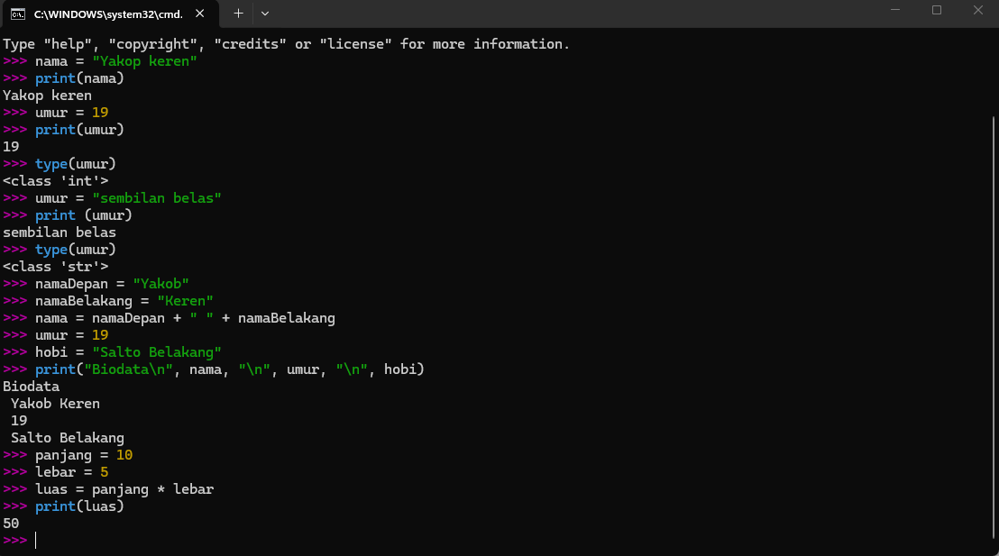 C:\WINDOWS\system32\cmd.
Type "help", "copyright", "credits" or "license" for more information.
>>> nama = "Yakop keren"
>>> print(nama)
Yakop keren
>>> umur = 19
>>> print(umur)
19
>>> type(umur)
<class 'int'>
>>> umur = "sembilan belas"
>>> print (umur)
sembilan belas
>>> type(umur)
<class 'str'>
>>> namaDepan = "Yakob"
>>> namaBelakang = "Keren"
>>> nama = namaDepan + " " + namaBelakang
>>> umur = 19
>>> hobi = "Salto Belakang"
>>> print("Biodata\n", nama, "\n", umur, "\n", hobi)
Biodata
 Yakob Keren
 19
 Salto Belakang
>>> panjang = 10
>>> lebar = 5
>>> luas = panjang * lebar
>>> print(luas)
50
>>>